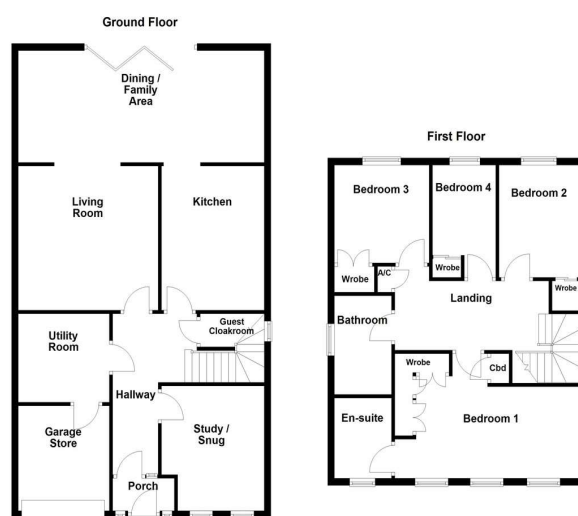 Ground Floor
Dining /
Family
Area
Living
Room
Kitchen
Guest
Cloakroom
Utility
Room
Hallway
Study /
Snug
Garage
Store
Porch
First Floor
Bedroom 3
Bedroom 4
Bedroom 2
Wrobe
A/C
Wrobe
Wrobe
Landing
Bathroom
Wrobe
Cbd
En-suite
Bedroom 1